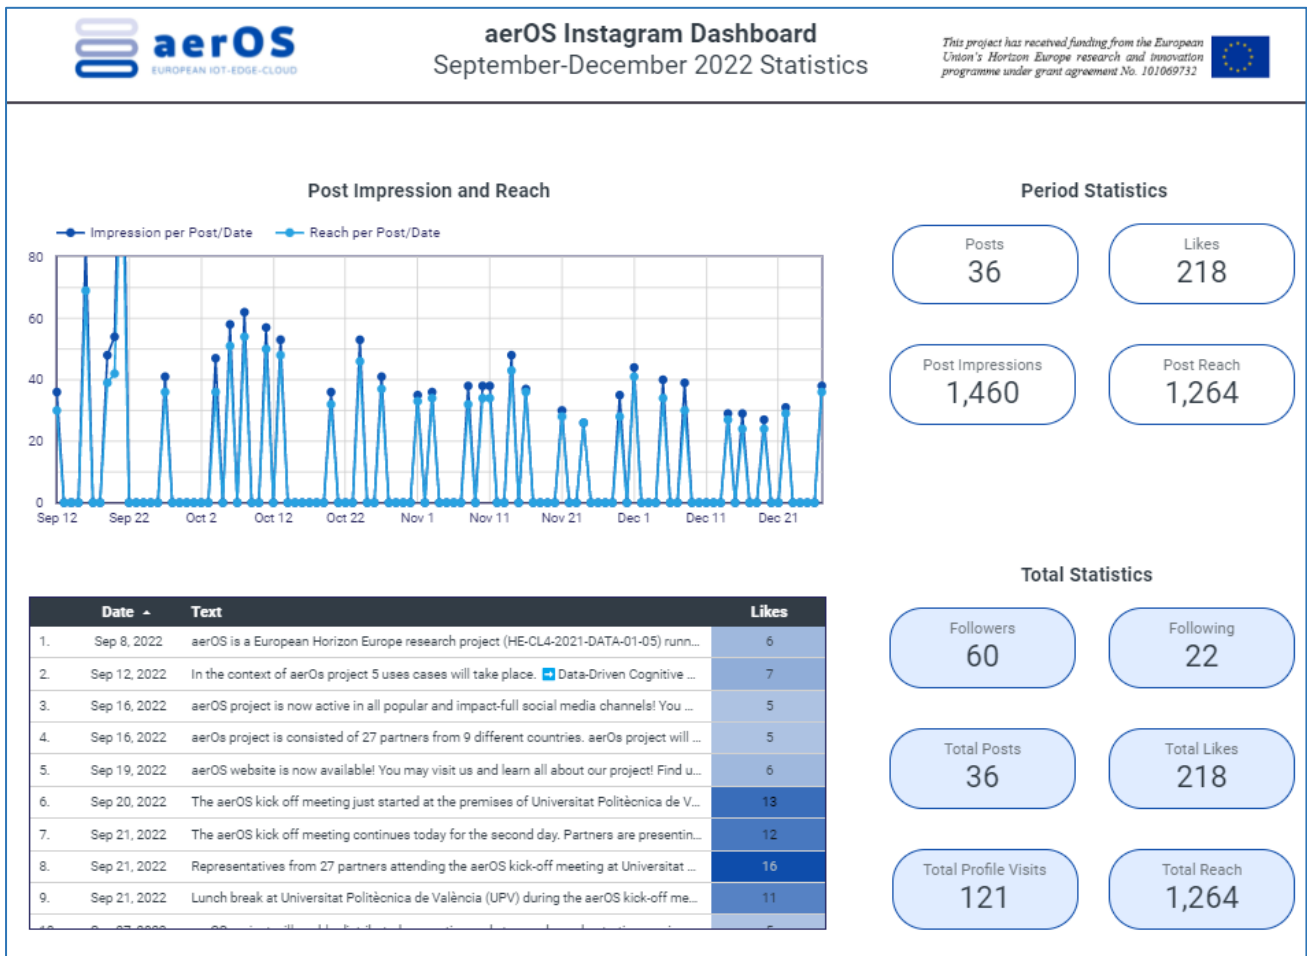 aerOS
EUROPEAN IOT-EDGE-CLOUD
aerOS Instagram Dashboard
September-December 2022 Statistics
This project has received funding from the European
Union's Horizon Europe research and innovation
programme under grant agreement No. 101069732
Post Impression and Reach
Impression per Post/Date Reach per Post/Date
80
60
40
20
0
Sep 12 Sep 22 Oct 2 Oct 12 Oct 22 Nov 1 Nov 11 Nov 21 Dec 1 Dec 11 Dec 21
Period Statistics
Posts
36
Likes
218
Post Impressions
1,460
Post Reach
1,264
Date Text Likes
1. Sep 8, 2022 aerOS is a European Horizon Europe research project (HE-CL4-2021-DATA-01-05) runn... 6
2. Sep 12, 2022 In the context of aerOs project 5 uses cases will take place. ➡️ Data-Driven Cognitive ... 7
3. Sep 16, 2022 aerOS project is now active in all popular and impact-full social media channels! You ... 5
4. Sep 16, 2022 aerOs project is consisted of 27 partners from 9 different countries. aerOs project will ... 5
5. Sep 19, 2022 aerOS website is now available! You may visit us and learn all about our project! Find u... 6
6. Sep 20, 2022 The aerOS kick off meeting just started at the premises of Universitat Politècnica de V... 13
7. Sep 21, 2022 The aerOS kick off meeting continues today for the second day. Partners are presentin... 12
8. Sep 21, 2022 Representatives from 27 partners attending the aerOS kick-off meeting at Universitat ... 16
9. Sep 21, 2022 Lunch break at Universitat Politècnica de València (UPV) during the aerOS kick-off me... 11
Total Statistics
Followers
60
Following
22
Total Posts
36
Total Likes
218
Total Profile Visits
121
Total Reach
1,264